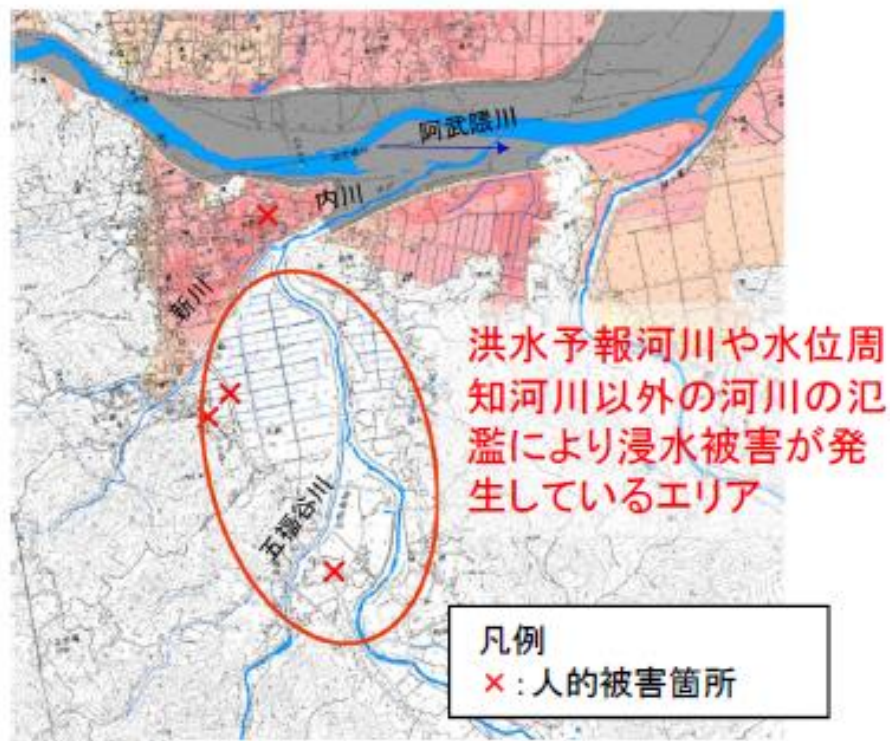 阿武隈川
内川
新川
洪水予報河川や水位周
知河川以外の河川の氾
濫により浸水被害が発
生しているエリア
五福谷川
凡例
×：人的被害箇所